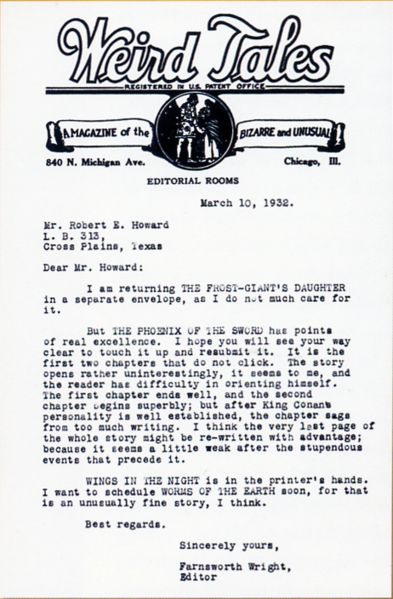 Weird Tales
REGISTERED IN U.S. PATENT OFFICE
A MAGAZINE of the BIZARRE and UNUSUAL
840 N. Michigan Ave. Chicago, Ill.
EDITORIAL ROOMS
March 10, 1932.
Mr. Robert E. Howard
L. B. 313,
Cross Plains, Texas
Dear Mr. Howard:
I am returning THE FROST-GIANT'S DAUGHTER
in a separate envelope, as I do not much care for
it.
But THE PHOENIX OF THE SWORD has points
of real excellence. I hope you will see your way
clear to touch it up and resubmit it. It is the
first two chapters that do not click. The story
opens rather uninterestingly, it seems to me, and
the reader has difficulty in orienting himself.
The first chapter ends well, and the second
chapter begins superbly; but after King Conan's
personality is well established, the chapter sags
from too much writing. I think the very last page of
the whole story might be re-written with advantage;
because it seems a little weak after the stupendous
events that precede it.
WINGS IN THE NIGHT is in the printer's hands.
I want to schedule WORMS OF THE EARTH soon, for that
is an unusually fine story, I think.
Best regards.
Sincerely yours,
Farnsworth Wright,
Editor